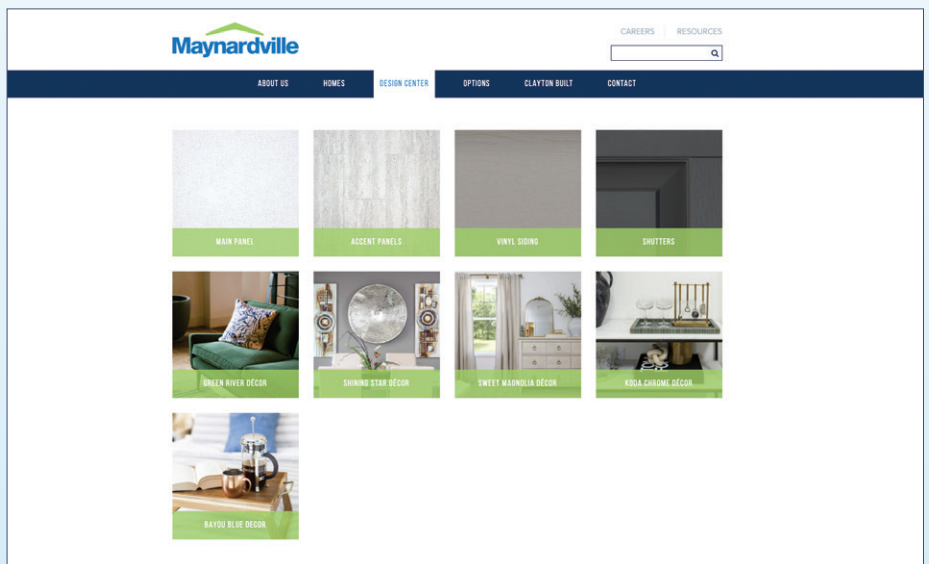 Maynardville
CAREERS RESOURCES
ABOUT US HOMES DESIGN CENTER OPTIONS CLAYTON BUILT CONTACT
MAIN PANEL ACCENT PANELS VINYL SIDING SHUTTERS
GREEN RIVER DÉCOR SHINING STAR DÉCOR SWEET MAGNOLIA DÉCOR KODA CHROME DÉCOR
BAYOU BLUE DECOR